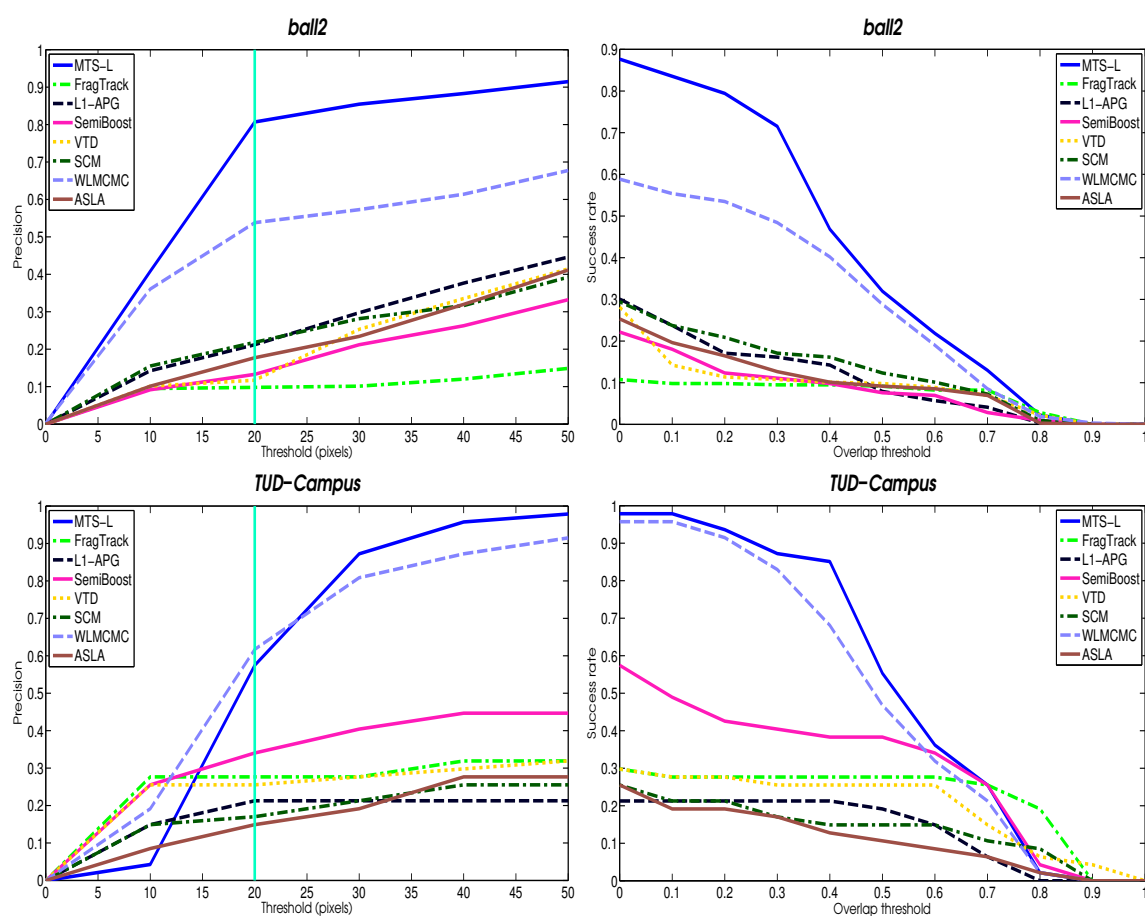 ball2
1
0.9
0.8
0.7
0.6
0.5
0.4
0.3
0.2
0.1
0
Precision
MTS-L
FragTrack
L1-APG
SemiBoost
VTD
SCM
WLMCMC
ASLA
0 5 10 15 20 25 30 35 40 45 50
Threshold (pixels)
ball2
0.9
0.8
0.7
0.6
0.5
0.4
0.3
0.2
0.1
0
Success rate
MTS-L
FragTrack
L1-APG
SemiBoost
VTD
SCM
WLMCMC
ASLA
0 0.1 0.2 0.3 0.4 0.5 0.6 0.7 0.8 0.9 1
Overlap threshold
TUD-Campus
1
0.9
0.8
0.7
0.6
0.5
0.4
0.3
0.2
0.1
0
Precision
MTS-L
FragTrack
L1-APG
SemiBoost
VTD
SCM
WLMCMC
ASLA
0 5 10 15 20 25 30 35 40 45 50
Threshold (pixels)
TUD-Campus
1
0.9
0.8
0.7
0.6
0.5
0.4
0.3
0.2
0.1
0
Success rate
MTS-L
FragTrack
L1-APG
SemiBoost
VTD
SCM
WLMCMC
ASLA
0 0.1 0.2 0.3 0.4 0.5 0.6 0.7 0.8 0.9 1
Overlap threshold